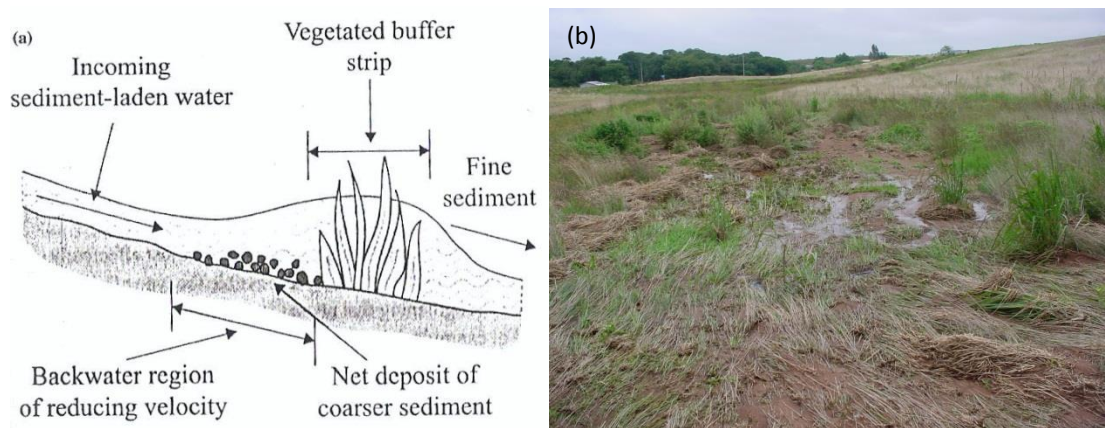 (a)
Vegetated buffer
strip
Incoming
sediment-laden water
Fine
sediment
Backwater region
of reducing velocity
Net deposit of
coarser sediment
(b)